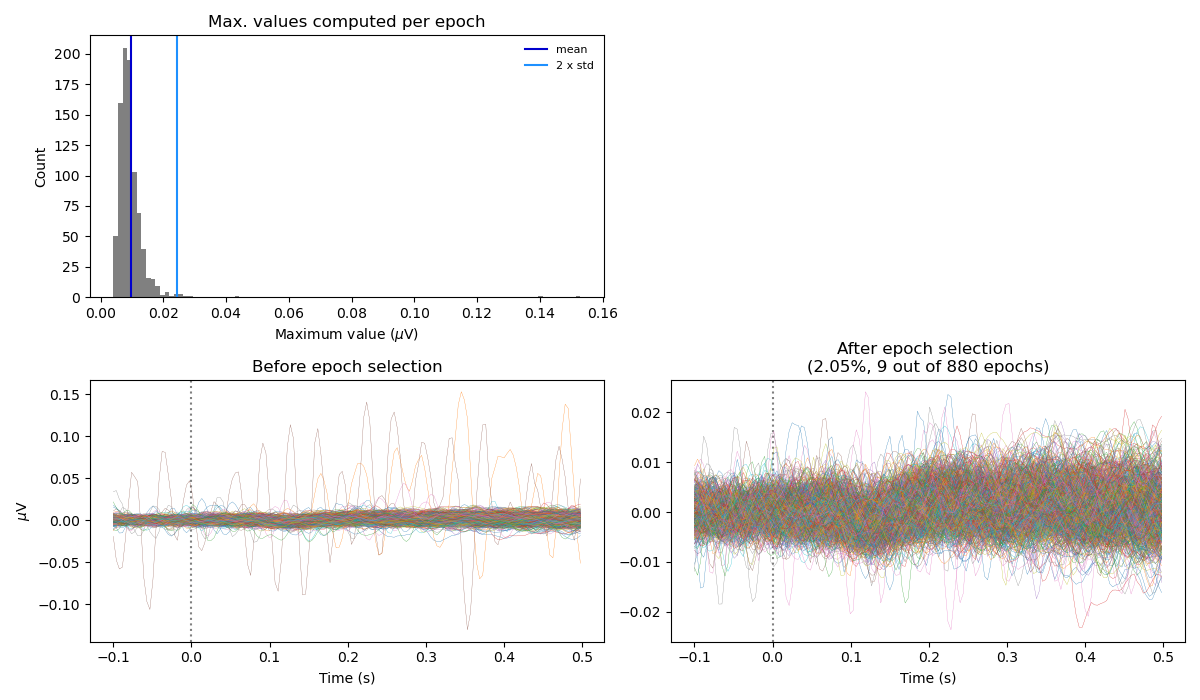 Max. values computed per epoch
mean
2 x std
200
175
150
125
100
75
50
25
0
Count
0.00 0.02 0.04 0.06 0.08 0.10 0.12 0.14 0.16
Maximum value (μV)
Before epoch selection
0.15
0.10
0.05
0.00
−0.05
−0.10
μV
−0.1 0.0 0.1 0.2 0.3 0.4 0.5
Time (s)
After epoch selection
(2.05%, 9 out of 880 epochs)
0.02
0.01
0.00
−0.01
−0.02
−0.1 0.0 0.1 0.2 0.3 0.4 0.5
Time (s)